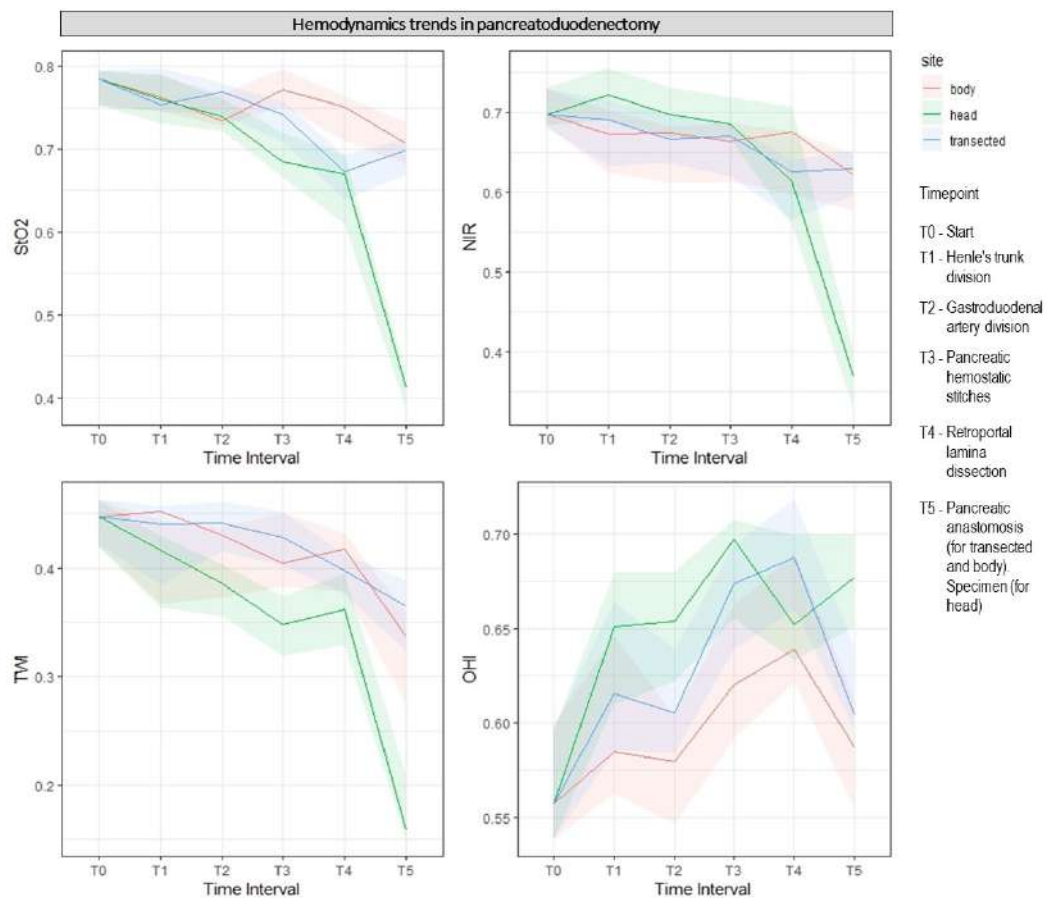 Hemodynamics trends in pancreatoduodenectomy
0.8
0.7
0.6
0.5
0.4
StO2
T0 T1 T2 T3 T4 T5
Time Interval
0.7
0.6
0.5
0.4
NIR
T0 T1 T2 T3 T4 T5
Time Interval
0.4
0.3
0.2
TWI
T0 T1 T2 T3 T4 T5
Time Interval
0.70
0.65
0.60
0.55
OHI
T0 T1 T2 T3 T4 T5
Time Interval
site
body
head
transected
Timepoint
T0 - Start
T1 - Henle's trunk
division
T2 - Gastroduodenal
artery division
T3 - Pancreatic
hemostatic
stitches
T4 - Retroportal
lamina
dissection
T5 - Pancreatic
anastomosis
(for transected
and body).
Specimen (for
head)